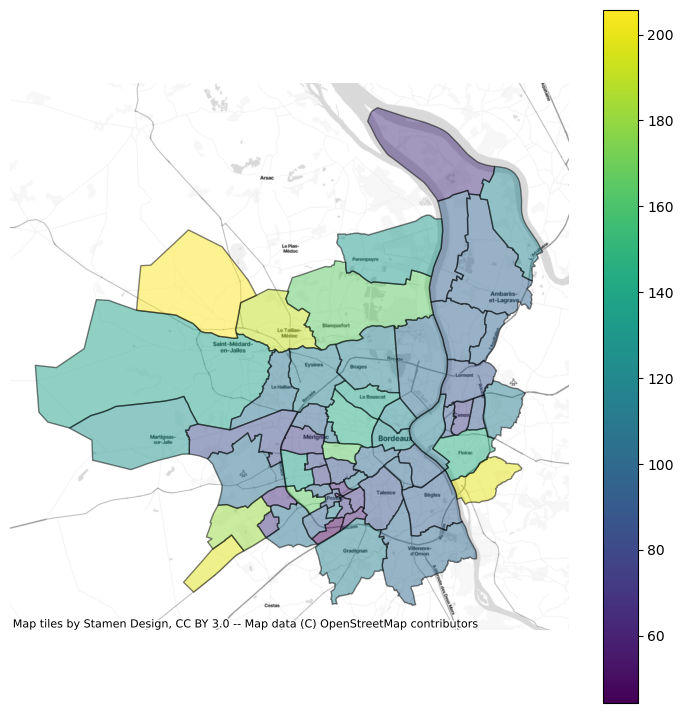 200
180
160
140
120
100
80
60
Arsac
Le Pian-
Médoc
Parempuyre
Ambarès-
et-Lagrave
Le Taillan-
Médoc
Blanquefort
Saint-Médard-
en-Jalles
Eysines
Bruges
Le Haillan
Lormont
Le Bouscat
Cenon
Martignas-
sur-Jalle
Mérignac
Bordeaux
Floirac
Talence
Bègles
Gradignan
Villenave-
d'Ornon
Cestas
Map tiles by Stamen Design, CC BY 3.0 -- Map data (C) OpenStreetMap contributors